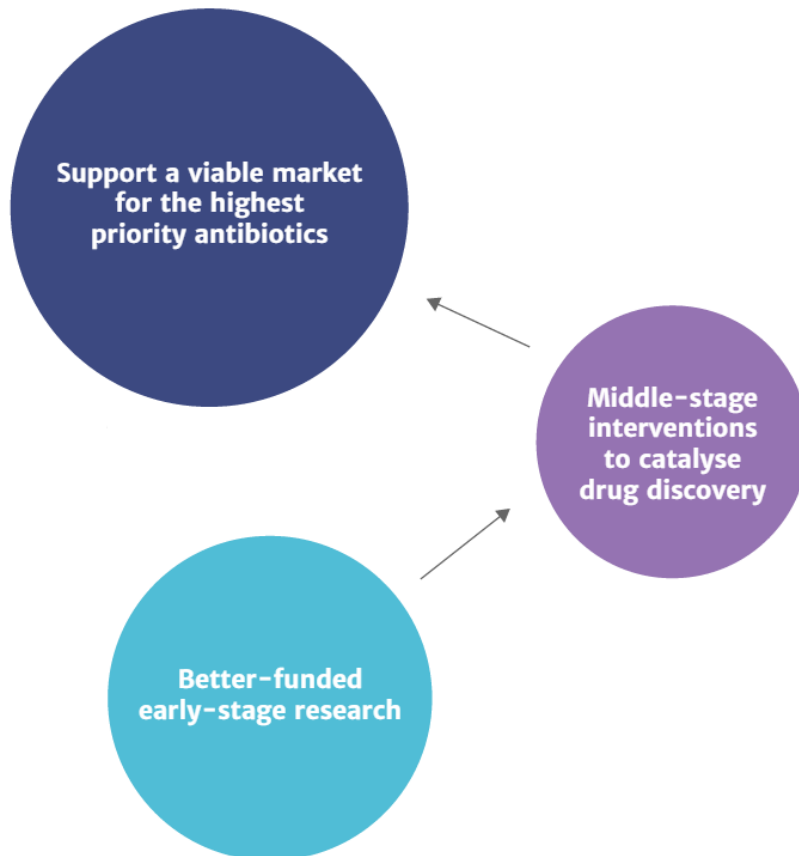 Support a viable market
for the highest
priority antibiotics
Middle-stage
interventions
to catalyse
drug discovery
Better-funded
early-stage research